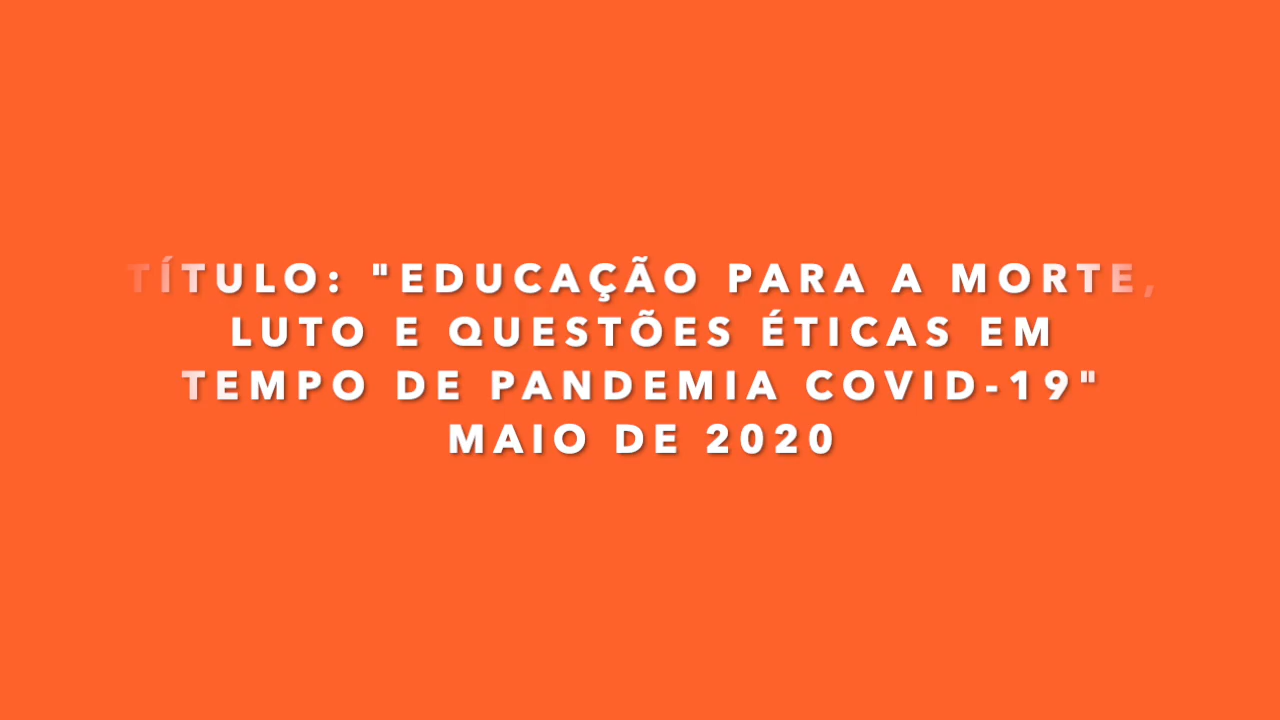 TÍTULO: "EDUCAÇÃO PARA A MORTE,
LUTO E QUESTÕES ÉTICAS EM
TEMPO DE PANDEMIA COVID-19"
MAIO DE 2020